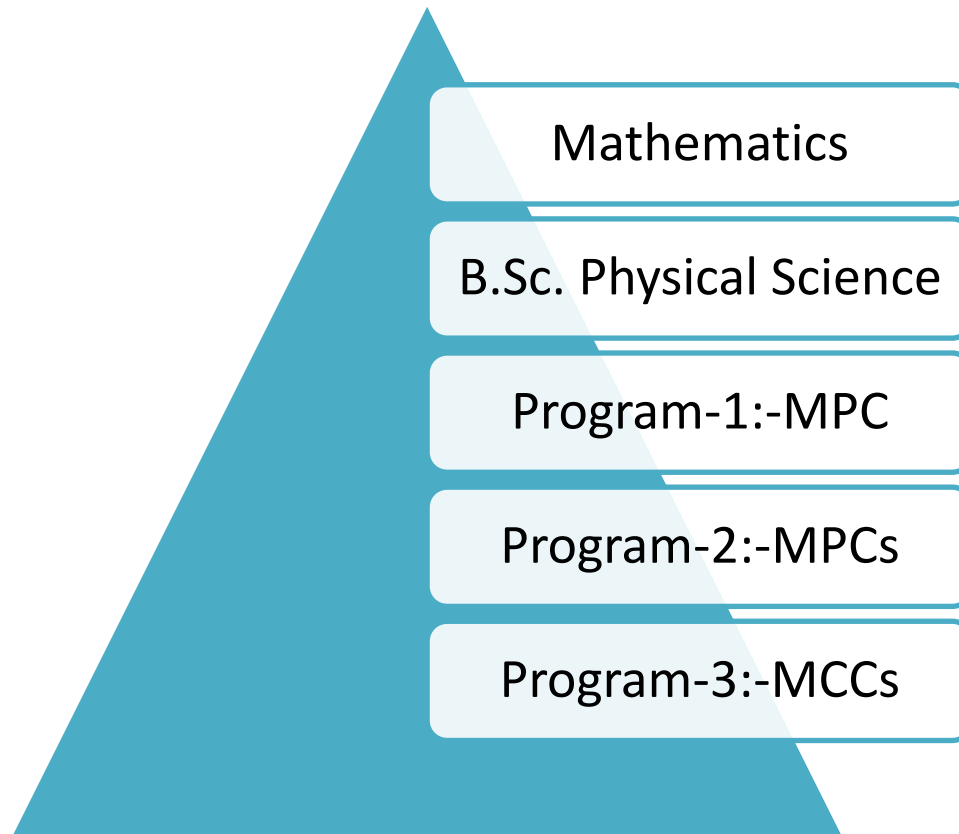 Mathematics
B.Sc. Physical Science
Program-1:-MPC
Program-2:-MPCs
Program-3:-MCCs